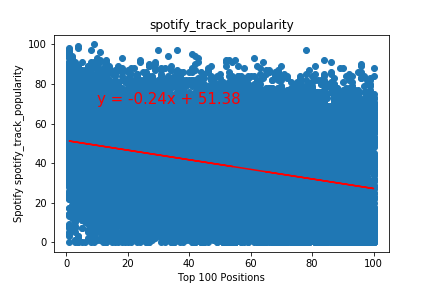 spotify_track_popularity
100
80
60
40
20
0
Spotify spotify_track_popularity
y = -0.24x + 51.38
0 20 40 60 80 100
Top 100 Positions